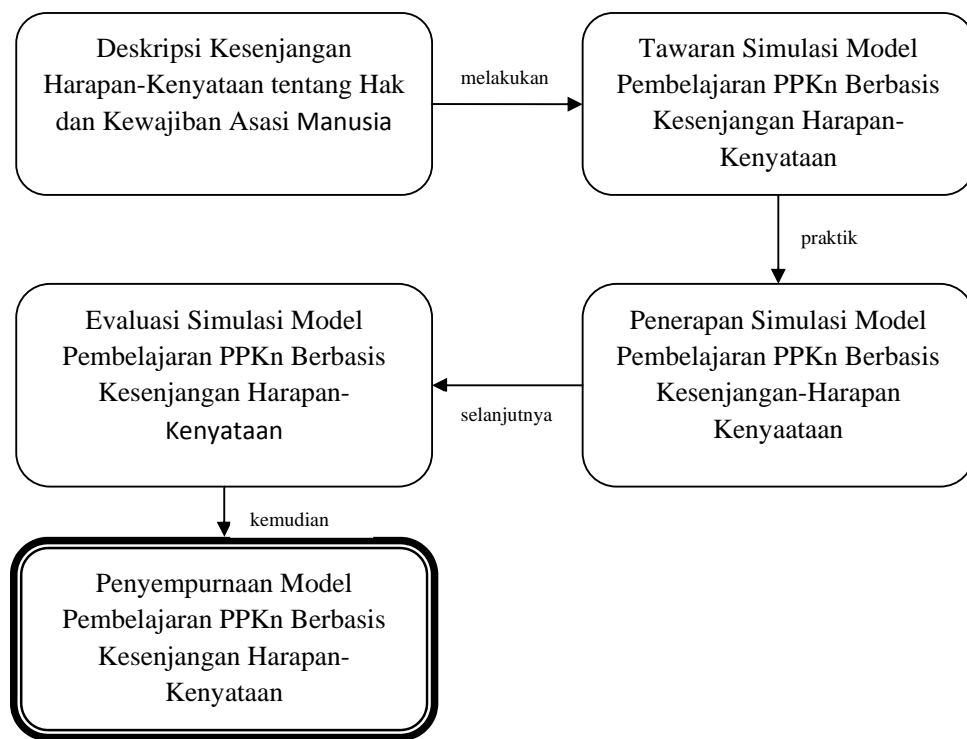 Deskripsi Kesenjangan
Harapan-Kenyataan tentang Hak
dan Kewajiban Asasi Manusia
melakukan
Tawaran Simulasi Model
Pembelajaran PPKn Berbasis
Kesenjangan Harapan-
Kenyataan
praktik
Penerapan Simulasi Model
Pembelajaran PPKn Berbasis
Kesenjangan-Harapan
Kenyaataan
selanjutnya
Evaluasi Simulasi Model
Pembelajaran PPKn Berbasis
Kesenjangan Harapan-
Kenyataan
kemudian
Penyempurnaan Model
Pembelajaran PPKn Berbasis
Kesenjangan Harapan-
Kenyataan